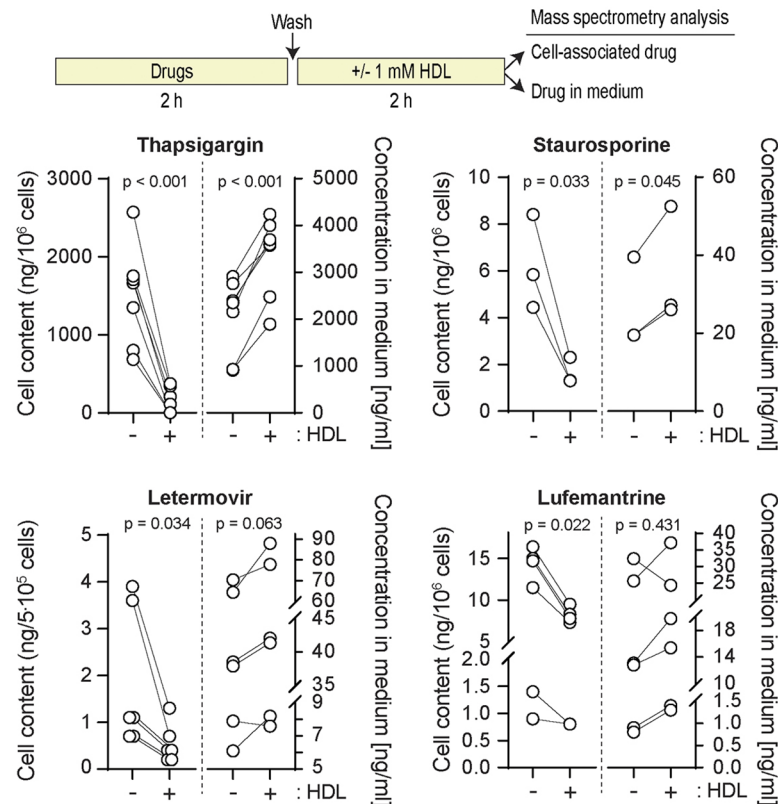 Wash
Mass spectrometry analysis
Drugs
+/- 1 mM HDL
Cell-associated drug
Drug in medium
2 h
2 h
Thapsigargin
Cell content (ng/10⁶ cells)
3000
2000
1000
0
p < 0.001
p < 0.001
5000
4000
3000
2000
1000
0
Concentration in medium [ng/ml]
- + - + : HDL
Staurosporine
Cell content (ng/10⁶ cells)
10
8
6
4
2
0
p = 0.033
p = 0.045
60
40
20
0
Concentration in medium [ng/ml]
- + - + : HDL
Letermovir
Cell content (ng/5·10⁵ cells)
5
4
3
2
1
0
p = 0.034
p = 0.063
90
80
70
60
45
40
35
9
7
5
Concentration in medium [ng/ml]
- + - + : HDL
Lufemantrine
Cell content (ng/10⁶ cells)
15
10
5
2.0
1.5
1.0
0.5
0.0
p = 0.022
p = 0.431
40
35
30
25
18
14
10
1.5
1.0
0.5
0.0
Concentration in medium [ng/ml]
- + - + : HDL